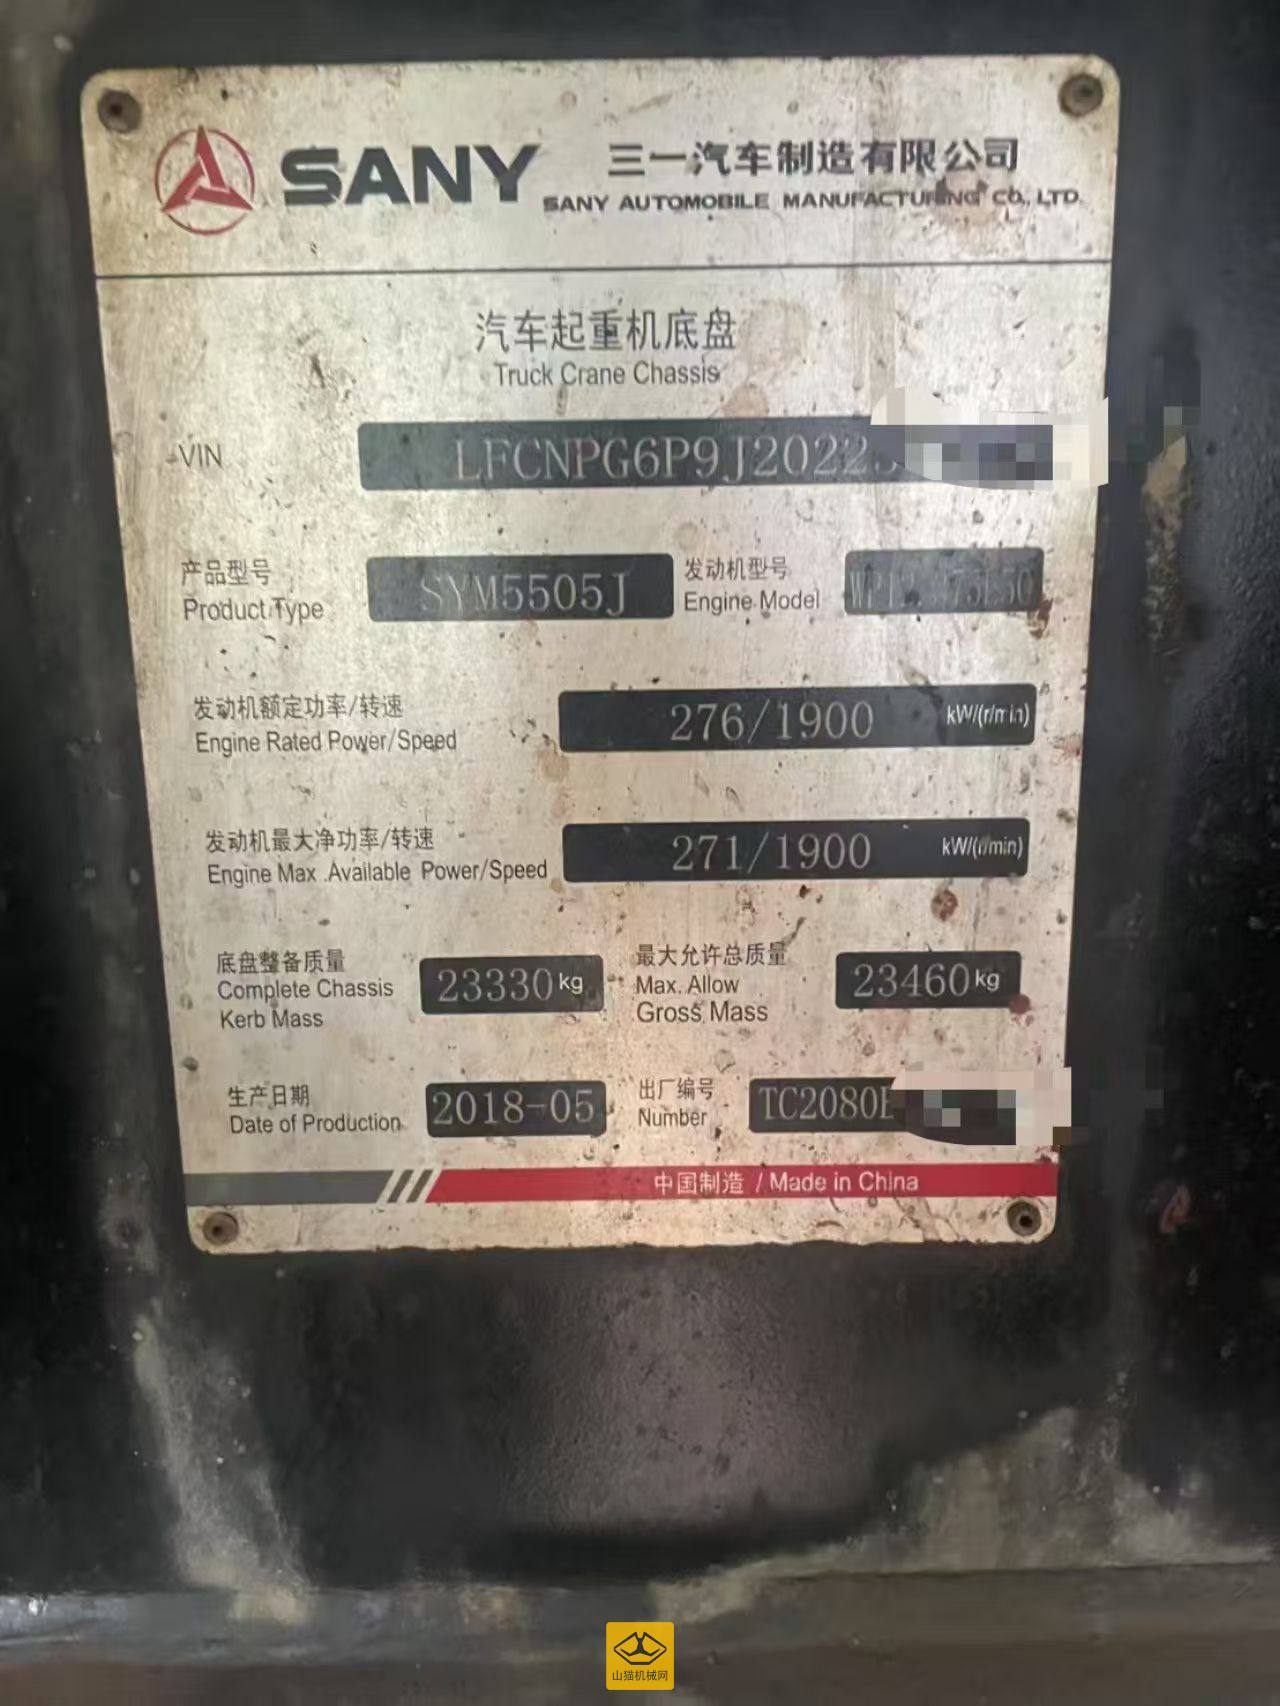 SANY 三一汽车制造有限公司
SANY AUTOMOBILE MANUFACTURING CO., LTD.
汽车起重机底盘
Truck Crane Chassis
VIN LFCNPG6P9J2022
产品型号 SYM5505J 发动机型号
Product Type Engine Model
发动机额定功率/转速 276/1900 kW/(r/min)
Engine Rated Power/Speed
发动机最大净功率/转速 271/1900 kW/(r/min)
Engine Max .Available Power/Speed
底盘整备质量 23330 kg 最大允许总质量 23460 kg
Complete Chassis Max. Allow
Kerb Mass Gross Mass
生产日期 2018-05 出厂编号 TC2080
Date of Production Number
中国制造 / Made in China
山猫机械网